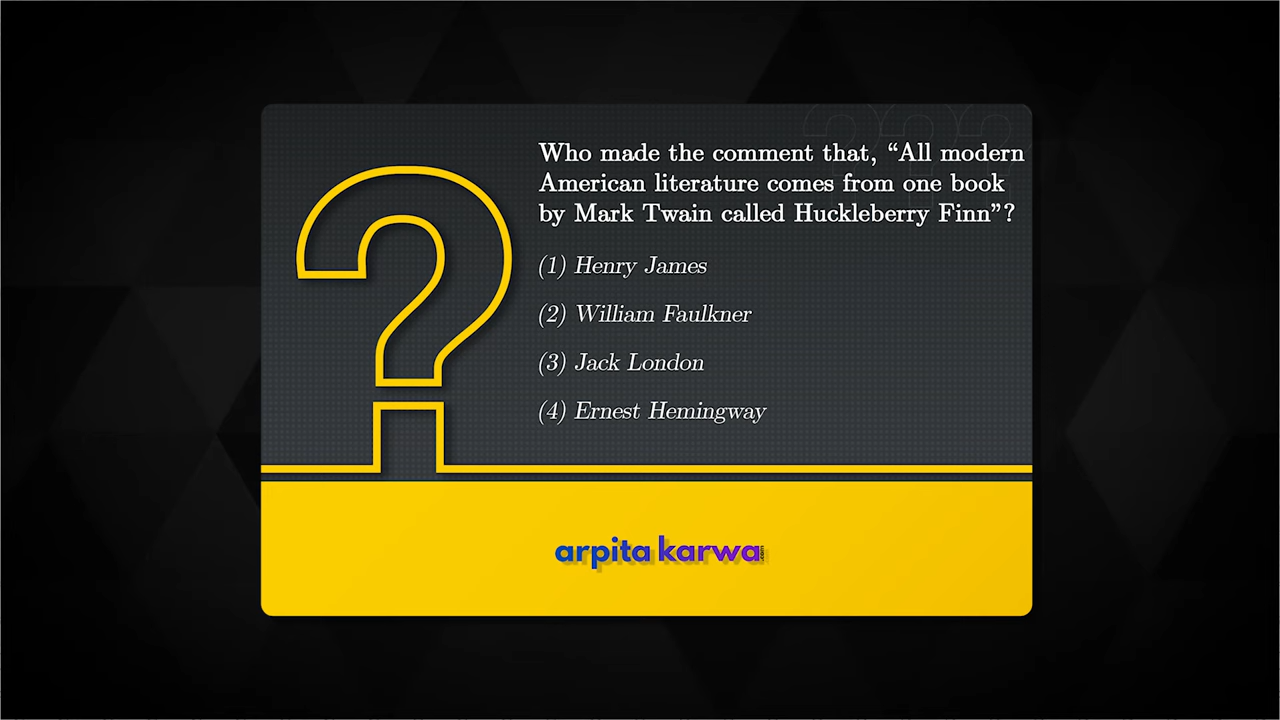 Who made the comment that, “All modern
American literature comes from one book
by Mark Twain called Huckleberry Finn”?
(1) Henry James
(2) William Faulkner
(3) Jack London
(4) Ernest Hemingway
arpita karwa.com